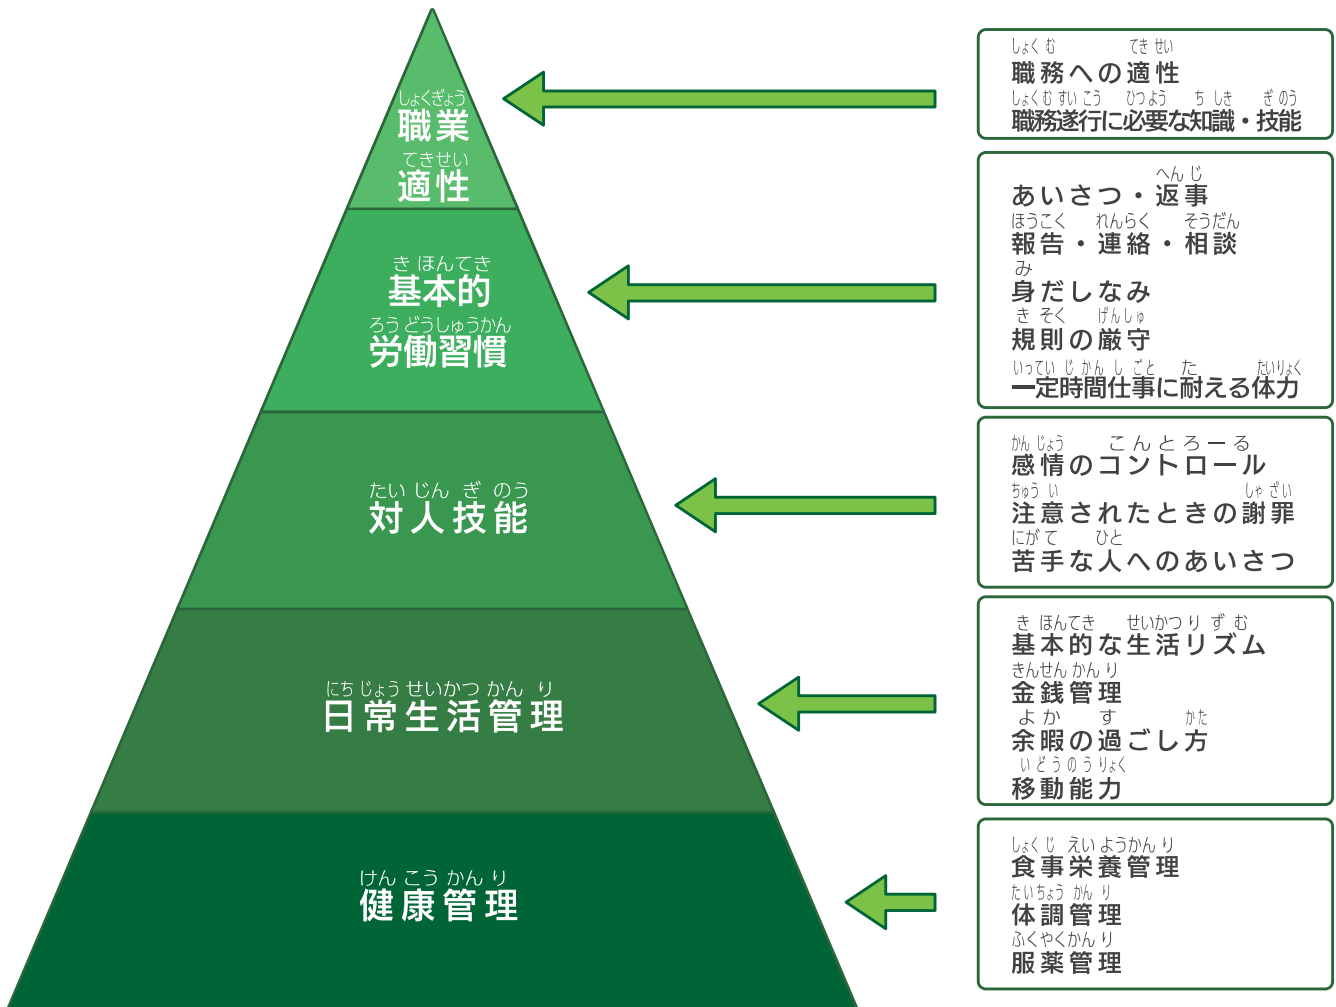 しょくぎょう
職業
てきせい
適性
きほんてき
基本的
ろうどうしゅうかん
労働習慣
たいじんぎのう
対人技能
にちじょうせいかつかんり
日常生活管理
けんこうかんり
健康管理
しょくむ てきせい
職務への適性
しょくむすいこう ひつよう ちしき ぎのう
職務遂行に必要な知識・技能
へんじ
あいさつ・返事
ほうこく れんらく そうだん
報告・連絡・相談
み
身だしなみ
きそく げんしゅ
規則の厳守
いっていじかんしごと た たいりょく
一定時間仕事に耐える体力
かんじょう こんとろーる
感情のコントロール
ちゅうい しゃざい
注意されたときの謝罪
にがて ひと
苦手な人へのあいさつ
きほんてき せいかつりずむ
基本的な生活リズム
きんせんかんり
金銭管理
よか す かた
余暇の過ごし方
いどうのうりょく
移動能力
しょくじえいようかんり
食事栄養管理
たいちょうかんり
体調管理
ふくやくかんり
服薬管理